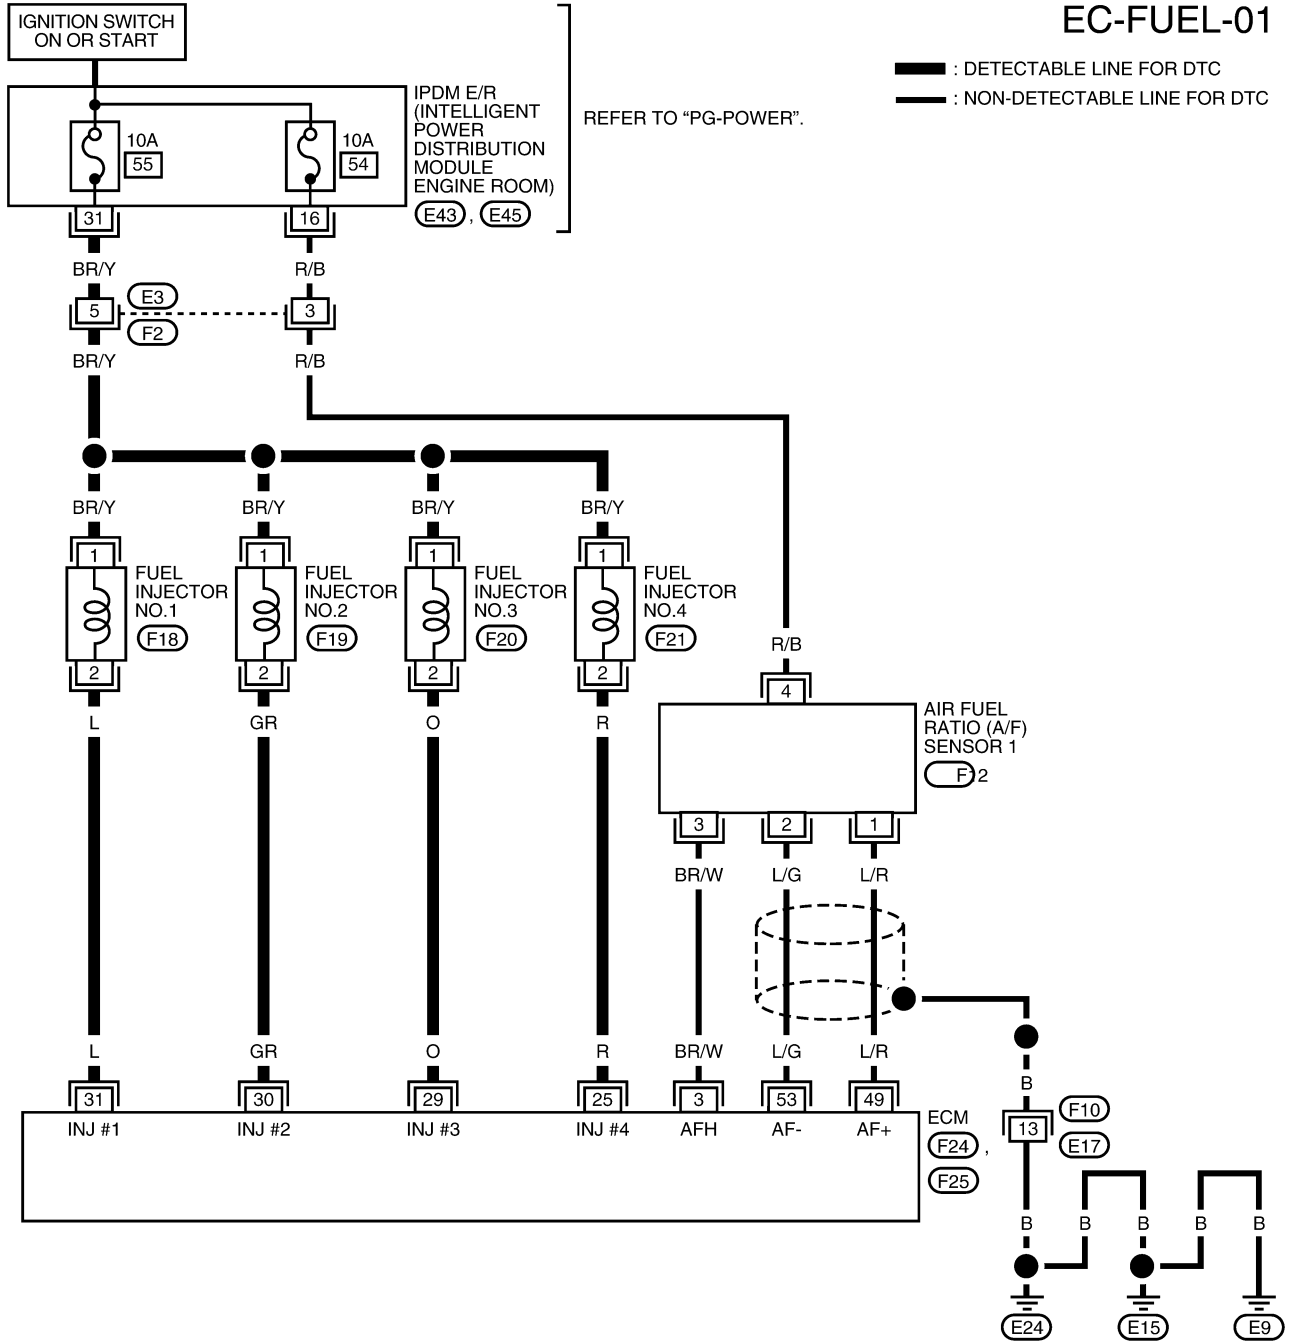 EC-FUEL-01
IGNITION SWITCH
ON OR START
: DETECTABLE LINE FOR DTC
: NON-DETECTABLE LINE FOR DTC
IPDM E/R
(INTELLIGENT
POWER
DISTRIBUTION
MODULE
ENGINE ROOM)
E43 , E45
REFER TO “PG-POWER”.
10A
55
10A
54
31
16
BR/Y
R/B
E3
5
3
F2
BR/Y
R/B
BR/Y
BR/Y
BR/Y
BR/Y
1
1
1
1
FUEL
INJECTOR
NO.1
F18
FUEL
INJECTOR
NO.2
F19
FUEL
INJECTOR
NO.3
F20
FUEL
INJECTOR
NO.4
F21
R/B
2
2
2
2
4
L
GR
O
R
AIR FUEL
RATIO (A/F)
SENSOR 1
F12
3
2
1
BR/W
L/G
L/R
L
GR
O
R
BR/W
L/G
L/R
B
31
30
29
25
3
53
49
INJ #1
INJ #2
INJ #3
INJ #4
AFH
AF-
AF+
ECM
F24 ,
F25
F10
13
E17
B
B
B
B
B
E24
E15
E9